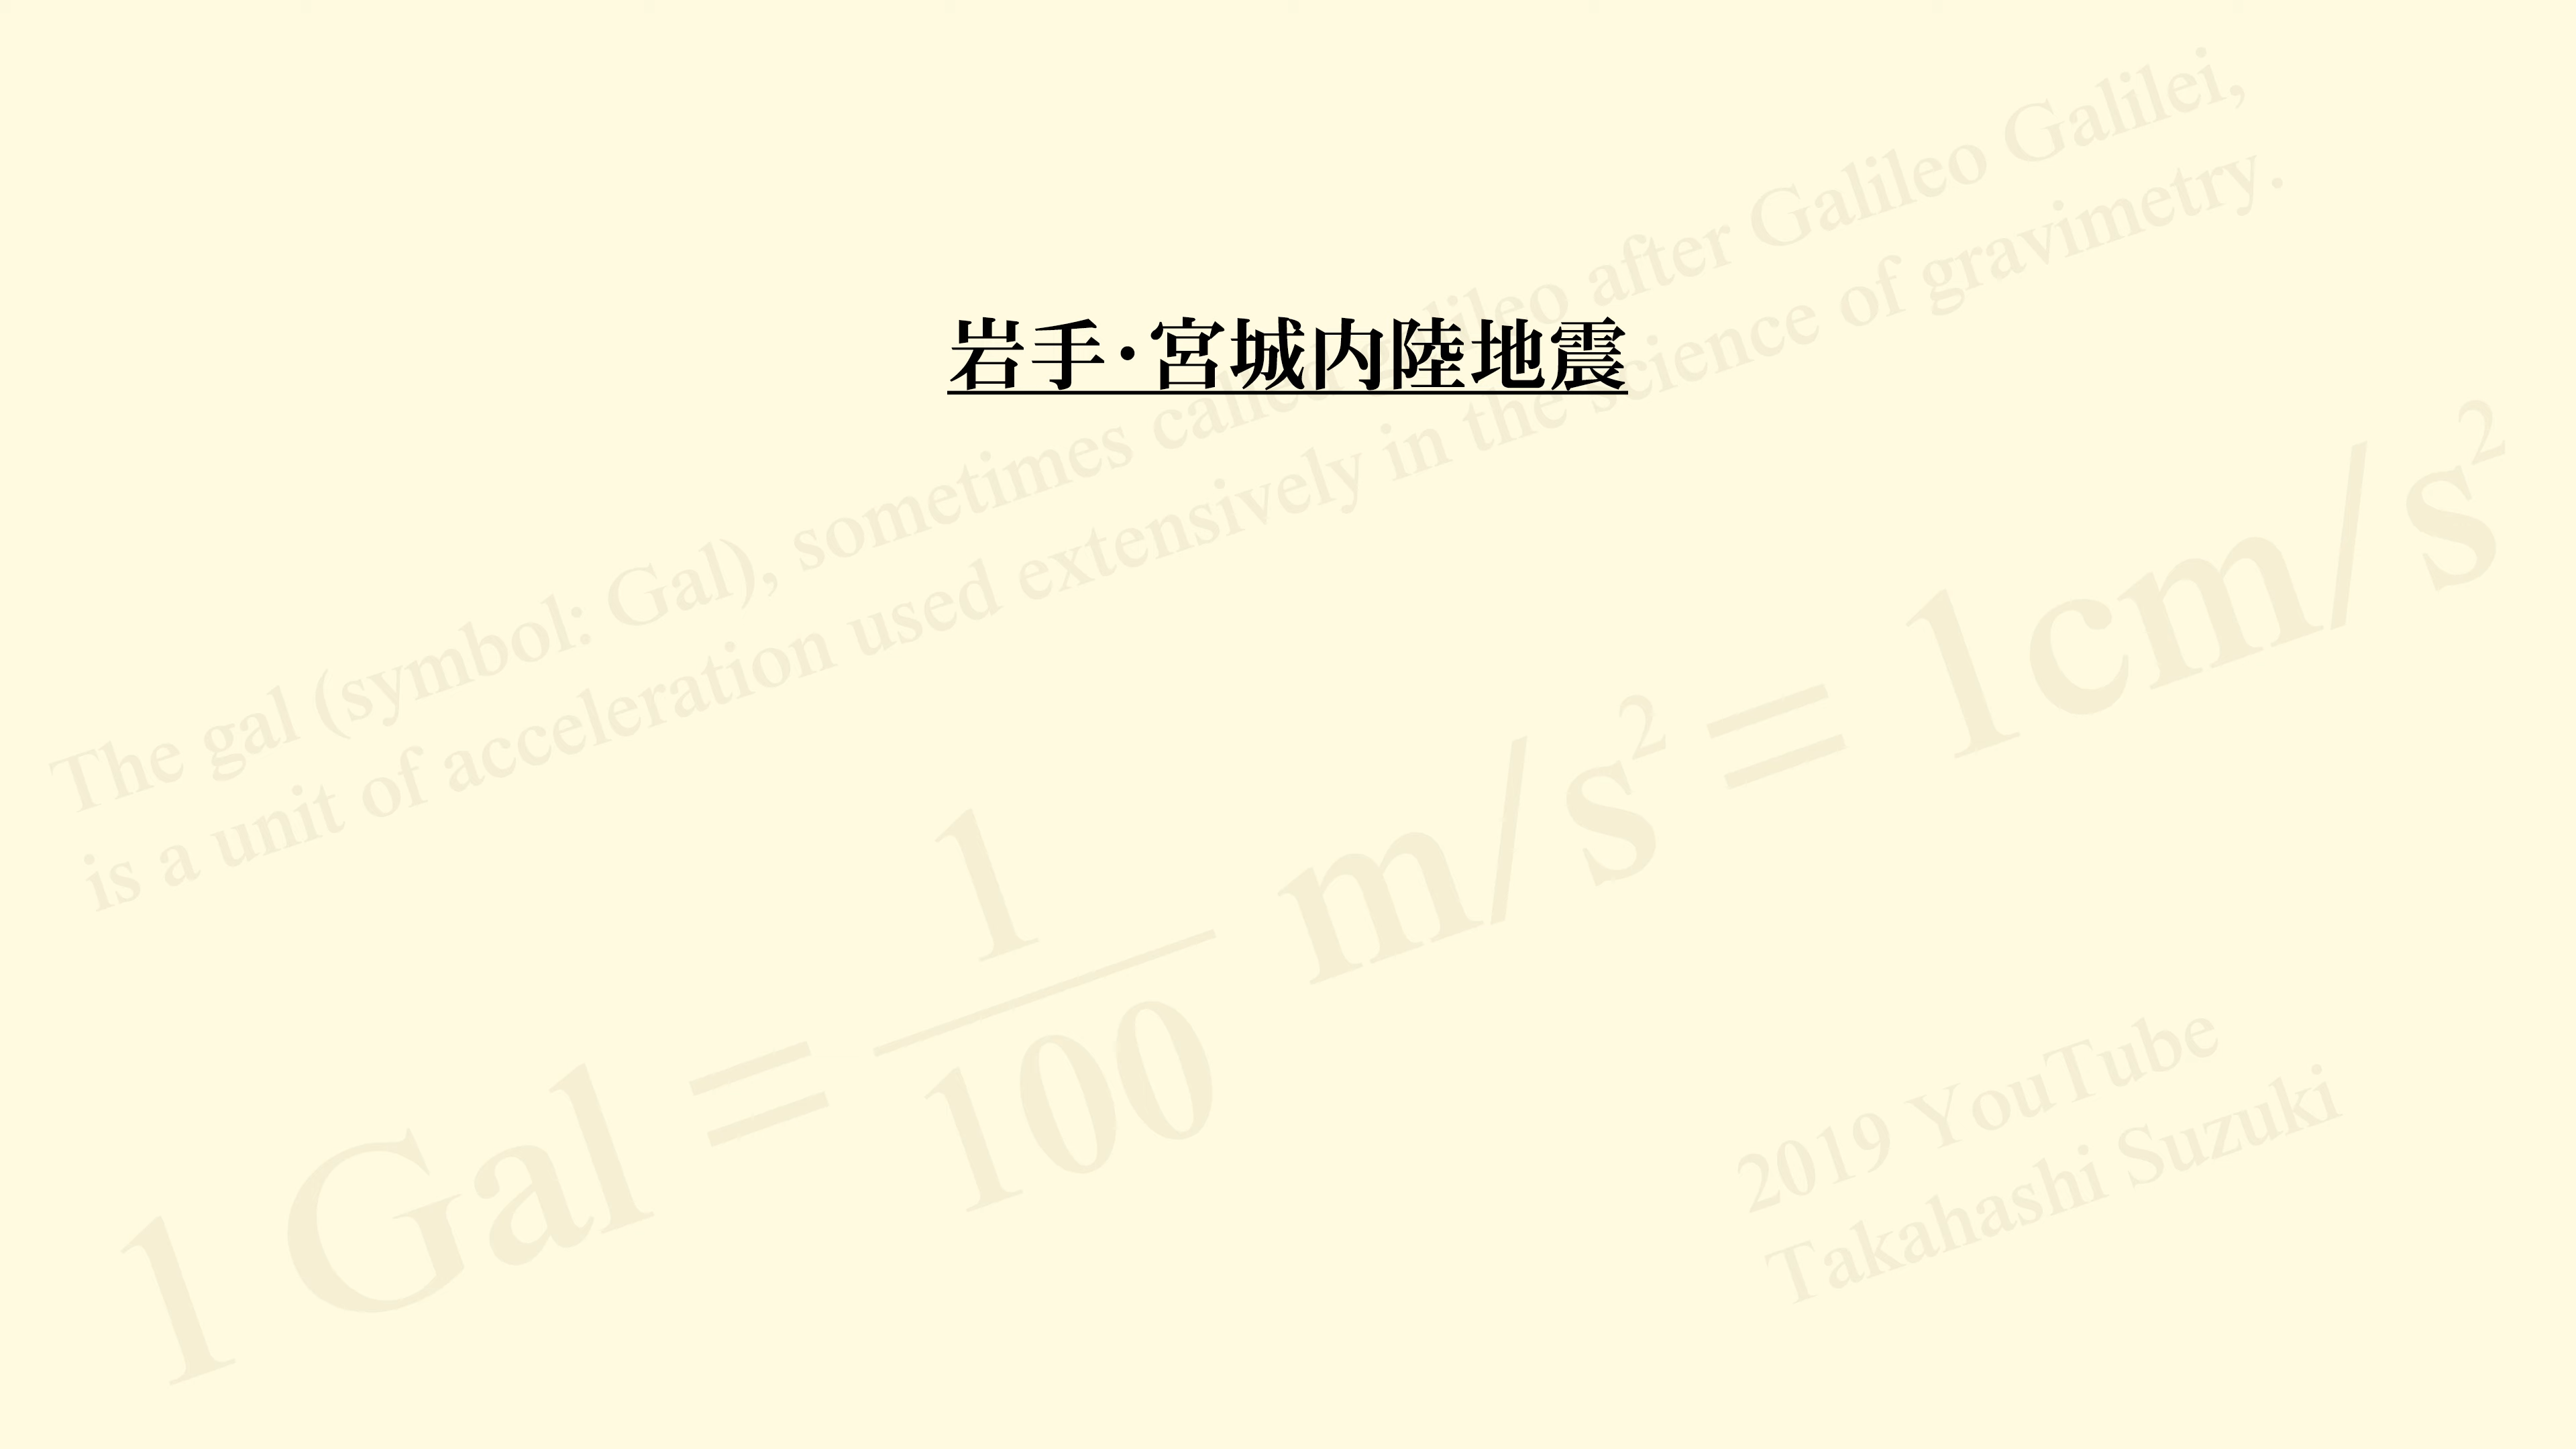 岩手・宮城内陸地震
The gal (symbol: Gal), sometimes called galileo after Galileo Galilei,
is a unit of acceleration used extensively in the science of gravimetry.
1 Gal = 1/100 m/s² = 1cm/s²
2019 YouTube
Takahashi Suzuki